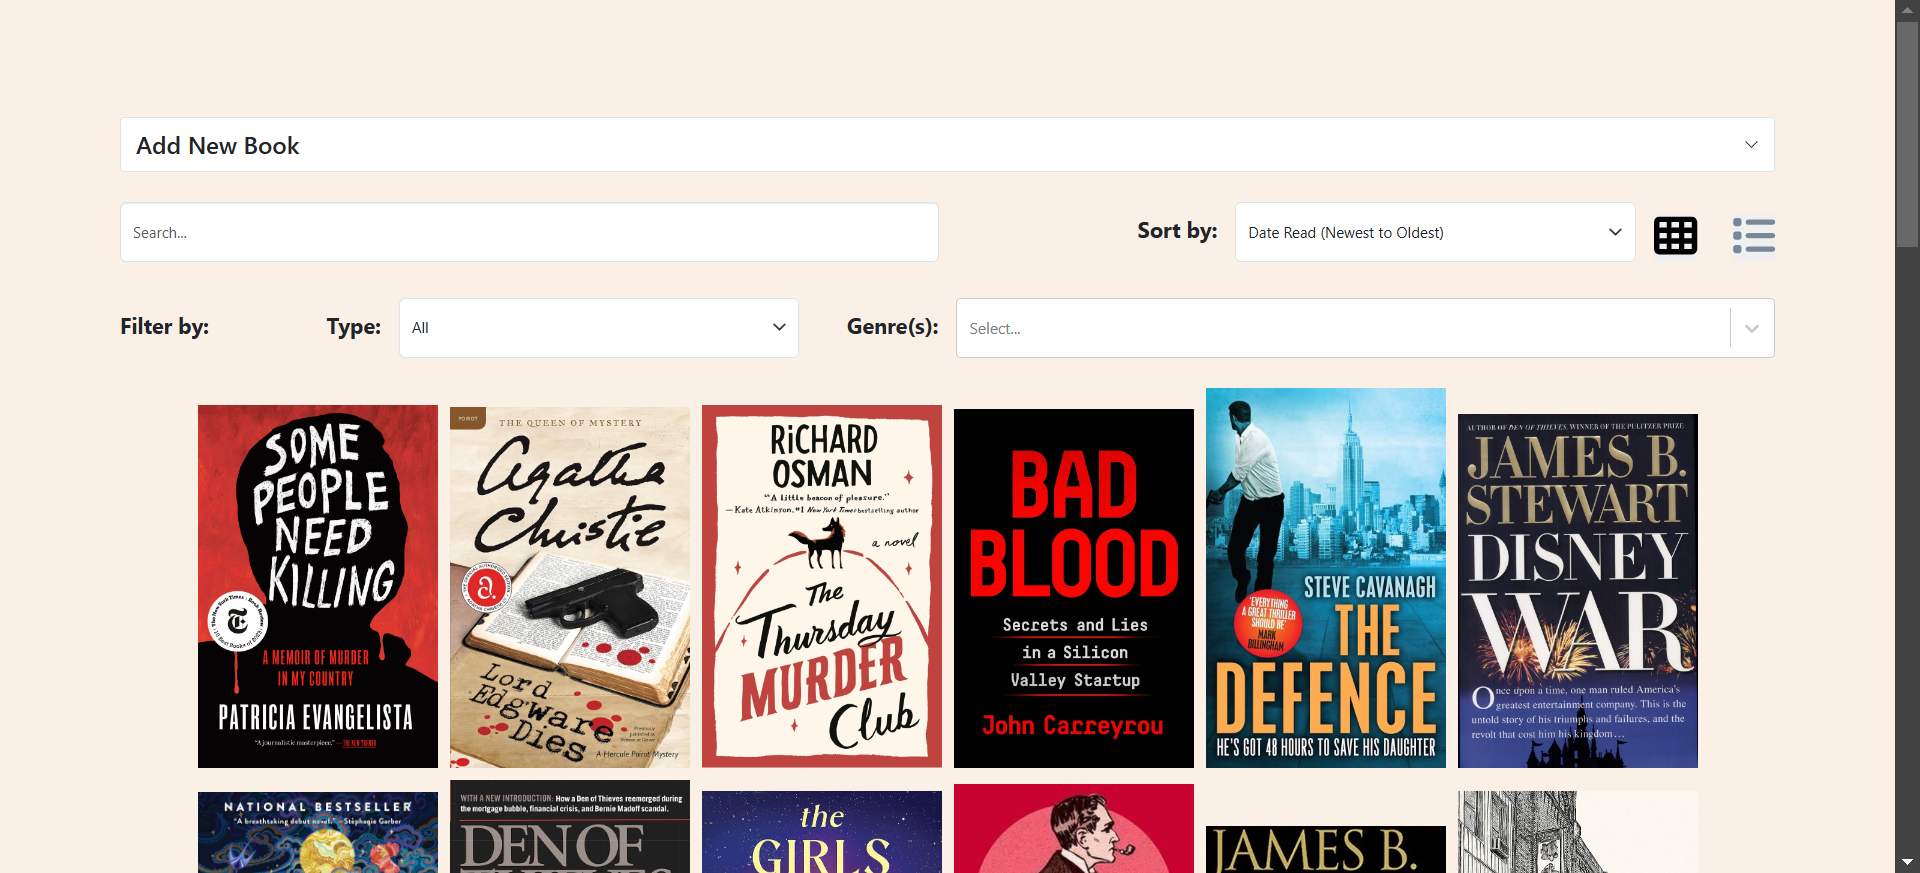 Add New Book
Search...
Sort by:
Date Read (Newest to Oldest)
Filter by:
Type:
All
Genre(s):
Select...
SOME
PEOPLE
NEED
KILLING
A MEMOIR OF MURDER
IN MY COUNTRY
PATRICIA EVANGELISTA
"A journalistic masterpiece." — THE NEW YORKER
POIROT
THE QUEEN OF MYSTERY
Agatha
Christie
Lord
Edgware
Dies
A Hercule Poirot Mystery
RiCHARD
OSMAN
"A little beacon of pleasure."
—Kate Atkinson, #1 New York Times bestselling author
a novel
The
Thursday
MURDER
Club
BAD
BLOOD
Secrets and Lies
in a Silicon
Valley Startup
John Carreyrou
STEVE CAVANAGH
'EVERYTHING
A GREAT THRILLER
SHOULD BE'
MARK
BILLINGHAM
THE
DEFENCE
HE'S GOT 48 HOURS TO SAVE HIS DAUGHTER
AUTHOR OF DEN OF THIEVES, WINNER OF THE PULITZER PRIZE
JAMES B.
STEWART
DISNEY
WAR
Once upon a time, one man ruled America's
greatest entertainment company. This is the
untold story of his triumphs and failures, and the
revolt that cost him his kingdom...
NATIONAL BESTSELLER
"A breathtaking debut novel." —Stephanie Garber
WITH A NEW INTRODUCTION: How a Den of Thieves reemerged during
the mortgage bubble, financial crisis, and Bernie Madoff scandal.
DEN OF
the
GIRLS
JAMES B.